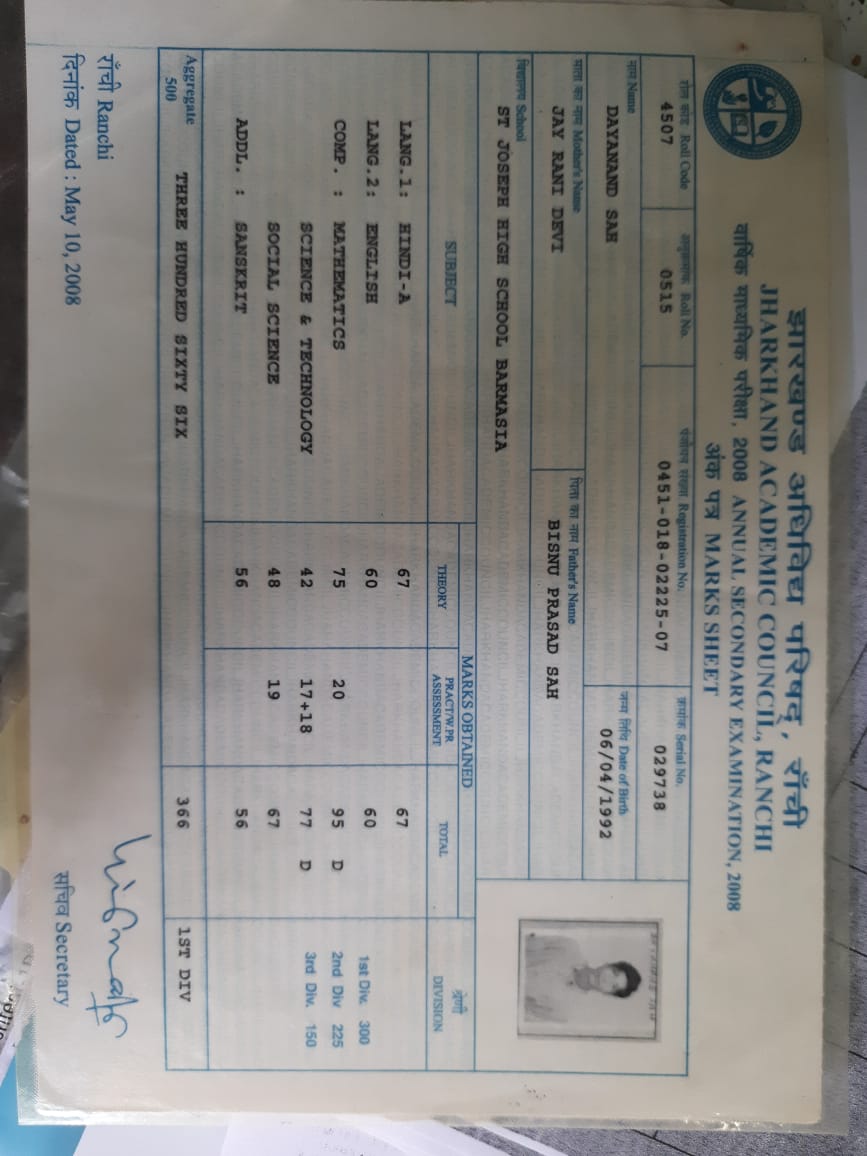 झारखण्ड अधिविद्य परिषद्, राँची
JHARKHAND ACADEMIC COUNCIL, RANCHI
वार्षिक माध्यमिक परीक्षा, 2008 ANNUAL SECONDARY EXAMINATION, 2008
अंक पत्र MARKS SHEET
रोल कोड Roll Code अनुक्रमांक Roll No. पंजीयन संख्या Registration No. क्रमांक Serial No.
4507 0515 0451-018-02225-07 029738
नाम Name जन्म तिथि Date of Birth
DAYANAND SAH 06/04/1992
माता का नाम Mother's Name पिता का नाम Father's Name
JAY RANI DEVI BISNU PRASAD SAH
विद्यालय School
ST JOSEPH HIGH SCHOOL BARMASIA
SUBJECT MARKS OBTAINED श्रेणी DIVISION
THEORY PRACT/W.PR ASSESSMENT TOTAL
LANG.1: HINDI-A 67 67
LANG.2: ENGLISH 60 60 1st Div. 300
COMP. : MATHEMATICS 75 20 95 D 2nd Div 225
SCIENCE & TECHNOLOGY 42 17+18 77 D 3rd Div. 150
SOCIAL SCIENCE 48 19 67
ADDL. : SANSKRIT 56 56
Aggregate 500 THREE HUNDRED SIXTY SIX 366 1ST DIV
राँची Ranchi
दिनांक Dated : May 10, 2008
सचिव Secretary